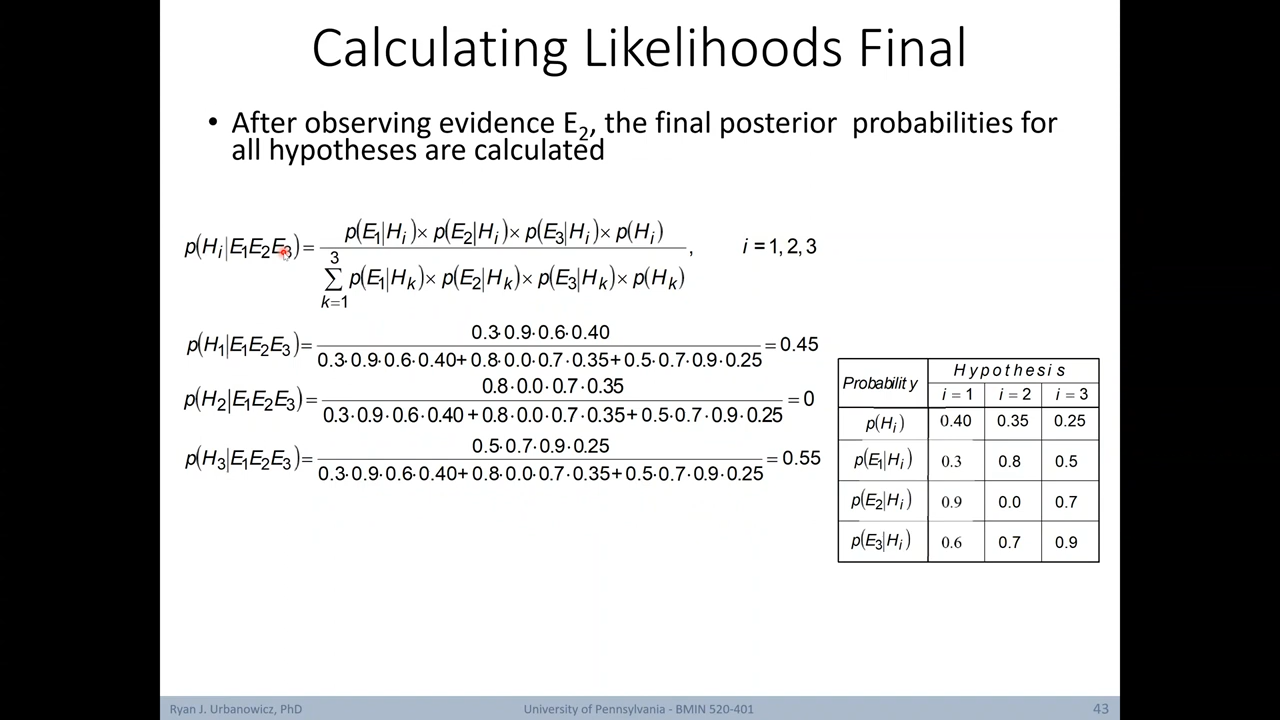 Calculating Likelihoods Final
• After observing evidence E₂, the final posterior probabilities for
all hypotheses are calculated
p(Hᵢ|E₁E₂E₃) = p(E₁|Hᵢ)× p(E₂|Hᵢ)× p(E₃|Hᵢ)× p(Hᵢ) / ∑ₖ₌₁³ p(E₁|Hₖ)× p(E₂|Hₖ)× p(E₃|Hₖ)× p(Hₖ), i = 1, 2, 3
p(H₁|E₁E₂E₃) = 0.3·0.9·0.6·0.40 / 0.3·0.9·0.6·0.40 + 0.8·0.0·0.7·0.35 + 0.5·0.7·0.9·0.25 = 0.45
p(H₂|E₁E₂E₃) = 0.8·0.0·0.7·0.35 / 0.3·0.9·0.6·0.40 + 0.8·0.0·0.7·0.35 + 0.5·0.7·0.9·0.25 = 0
p(H₃|E₁E₂E₃) = 0.5·0.7·0.9·0.25 / 0.3·0.9·0.6·0.40 + 0.8·0.0·0.7·0.35 + 0.5·0.7·0.9·0.25 = 0.55
Hypothesis
Probability i = 1 i = 2 i = 3
p(Hᵢ) 0.40 0.35 0.25
p(E₁|Hᵢ) 0.3 0.8 0.5
p(E₂|Hᵢ) 0.9 0.0 0.7
p(E₃|Hᵢ) 0.6 0.7 0.9
Ryan J. Urbanowicz, PhD University of Pennsylvania - BMIN 520-401 43